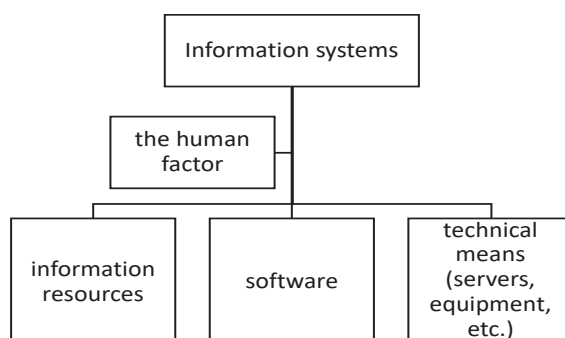 Information systems
the human
factor
information
resources
software
technical
means
(servers,
equipment,
etc.)